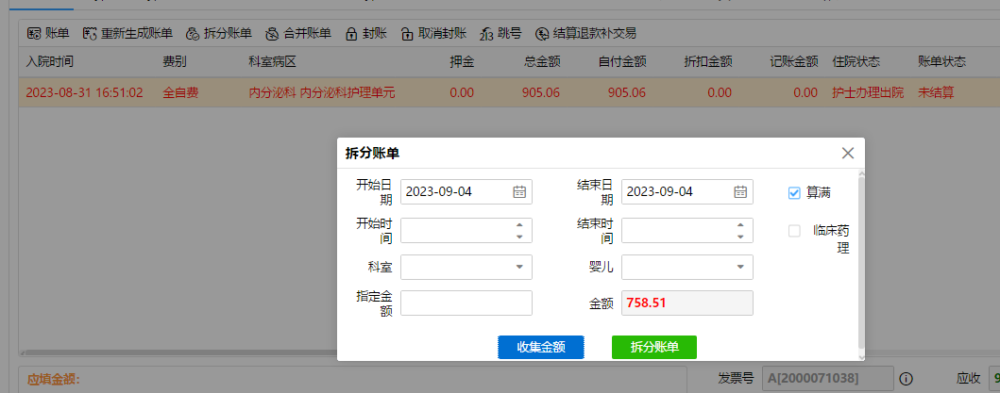 账单 重新生成账单 拆分账单 合并账单 封账 取消封账 跳号 结算退款补交易
入院时间 费别 科室病区 押金 总金额 自付金额 折扣金额 记账金额 住院状态 账单状态
2023-08-31 16:51:02 全自费 内分泌科 内分泌科护理单元 0.00 905.06 905.06 0.00 0.00 护士办理出院 未结算
拆分账单
开始日期 2023-09-04 结束日期 2023-09-04 算满
开始时间 结束时间 临床药理
科室 婴儿
指定金额 金额 758.51
收集金额 拆分账单
应填金额: 发票号 A[2000071038] 应收